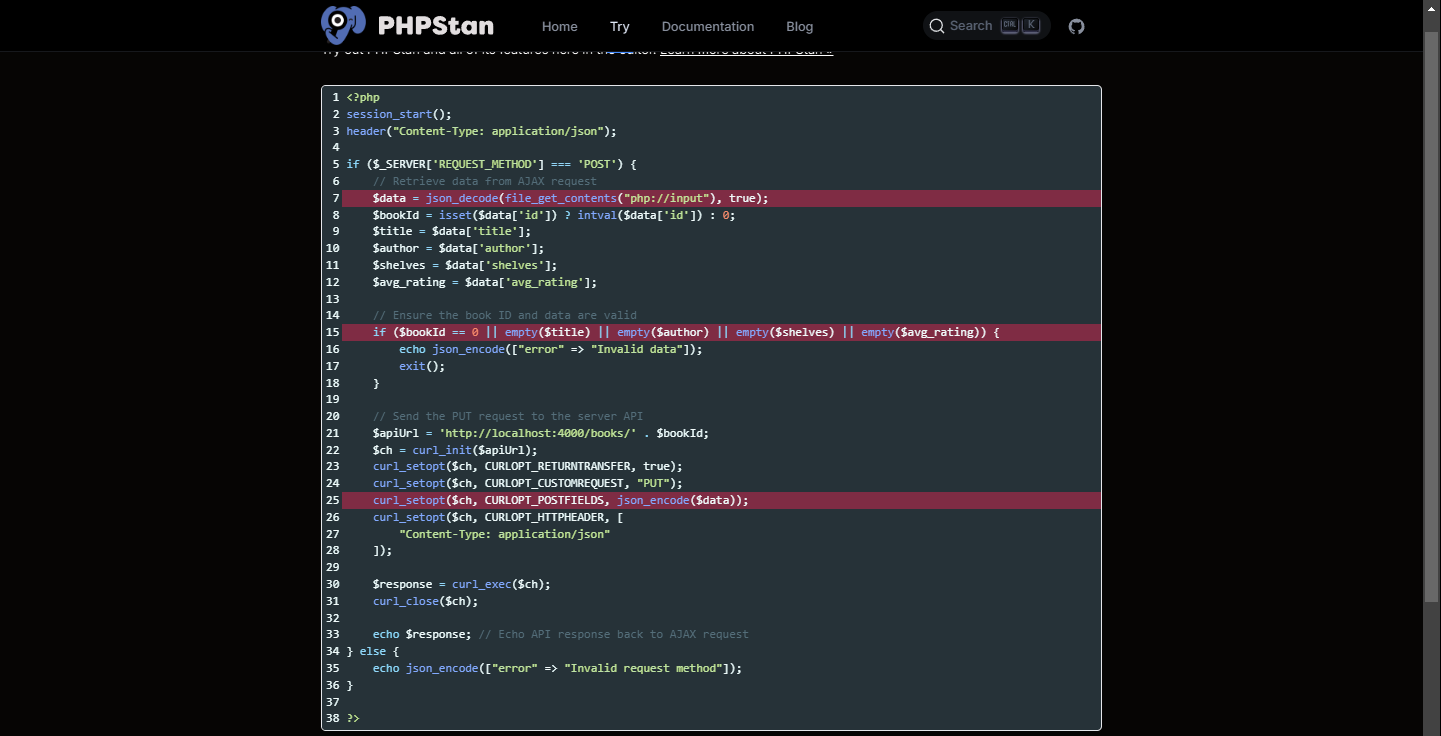 PHPStan Home Try Documentation Blog Search CTRL K
Learn more about PHPStan »
1 <?php
2 session_start();
3 header("Content-Type: application/json");
4
5 if ($_SERVER['REQUEST_METHOD'] === 'POST') {
6     // Retrieve data from AJAX request
7     $data = json_decode(file_get_contents("php://input"), true);
8     $bookId = isset($data['id']) ? intval($data['id']) : 0;
9     $title = $data['title'];
10     $author = $data['author'];
11     $shelves = $data['shelves'];
12     $avg_rating = $data['avg_rating'];
13
14     // Ensure the book ID and data are valid
15     if ($bookId == 0 || empty($title) || empty($author) || empty($shelves) || empty($avg_rating)) {
16         echo json_encode(["error" => "Invalid data"]);
17         exit();
18     }
19
20     // Send the PUT request to the server API
21     $apiUrl = 'http://localhost:4000/books/' . $bookId;
22     $ch = curl_init($apiUrl);
23     curl_setopt($ch, CURLOPT_RETURNTRANSFER, true);
24     curl_setopt($ch, CURLOPT_CUSTOMREQUEST, "PUT");
25     curl_setopt($ch, CURLOPT_POSTFIELDS, json_encode($data));
26     curl_setopt($ch, CURLOPT_HTTPHEADER, [
27         "Content-Type: application/json"
28     ]);
29
30     $response = curl_exec($ch);
31     curl_close($ch);
32
33     echo $response; // Echo API response back to AJAX request
34 } else {
35     echo json_encode(["error" => "Invalid request method"]);
36 }
37
38 ?>